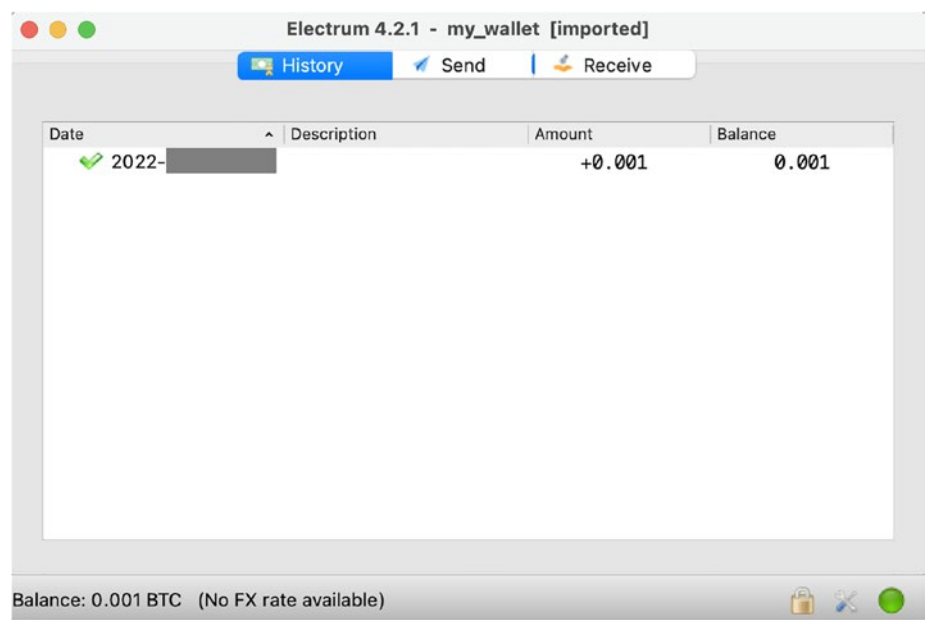 Electrum 4.2.1 - my_wallet [imported]
History Send Receive
Date Description Amount Balance
2022- +0.001 0.001
Balance: 0.001 BTC (No FX rate available)